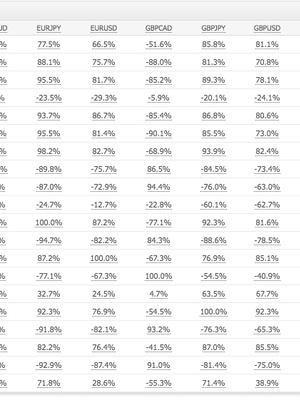 UD EURJPY EURUSD GBPCAD GBPJPY GBPUSD
% 77.5% 66.5% -51.6% 85.8% 81.1%
% 88.1% 75.7% -88.0% 81.3% 70.8%
% 95.5% 81.7% -85.2% 89.3% 78.1%
% -23.5% -29.3% -5.9% -20.1% -24.1%
% 93.7% 86.7% -85.4% 86.8% 80.6%
% 95.5% 81.4% -90.1% 85.5% 73.0%
% 98.2% 82.7% -68.9% 93.9% 82.4%
% -89.8% -75.7% 86.5% -84.5% -73.4%
% -87.0% -72.9% 94.4% -76.0% -63.0%
% -24.7% -12.7% -22.8% -60.1% -62.7%
% 100.0% 87.2% -77.1% 92.3% 81.6%
% -94.7% -82.2% 84.3% -88.6% -78.5%
% 87.2% 100.0% -67.3% 76.9% 85.1%
% -77.1% -67.3% 100.0% -54.5% -40.9%
% 32.7% 24.5% 4.7% 63.5% 67.7%
% 92.3% 76.9% -54.5% 100.0% 92.3%
% -91.8% -82.1% 93.2% -76.3% -65.3%
% 82.2% 76.4% -41.5% 87.0% 85.5%
% -92.9% -87.4% 91.0% -81.4% -75.0%
% 71.8% 28.6% -55.3% 71.4% 38.9%